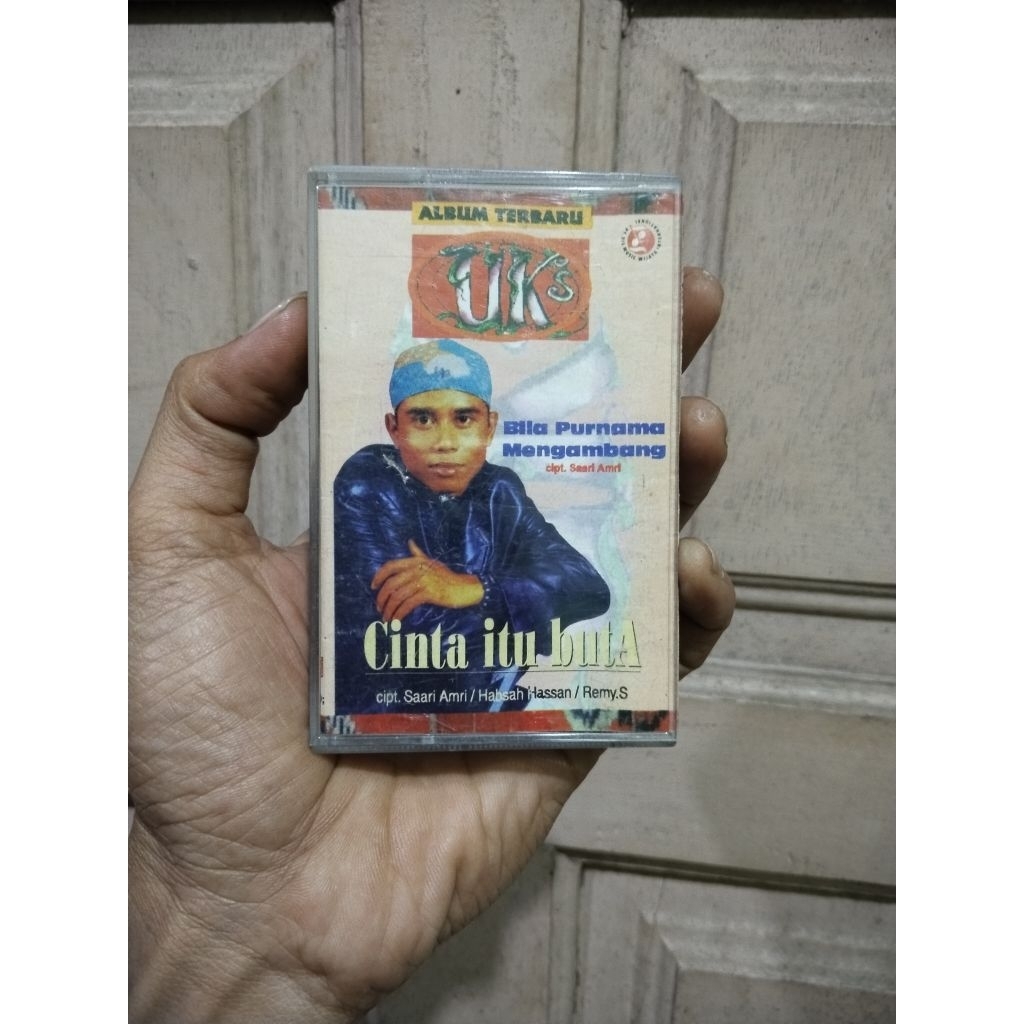 ALBUM TERBARU
UK's
Bila Purnama
Mengambang
cipt. Saari Amri
Cinta itu butA
cipt. Saari Amri / Habsah Hassan / Remy.S